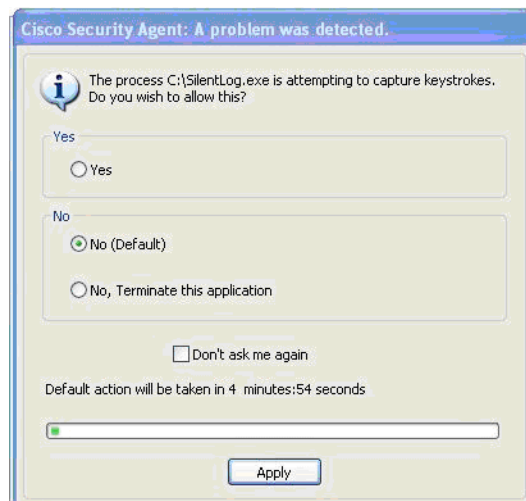 Cisco Security Agent: A problem was detected.
The process C:\SilentLog.exe is attempting to capture keystrokes.
Do you wish to allow this?
Yes
Yes
No
No (Default)
No, Terminate this application
Don't ask me again
Default action will be taken in 4 minutes:54 seconds
Apply